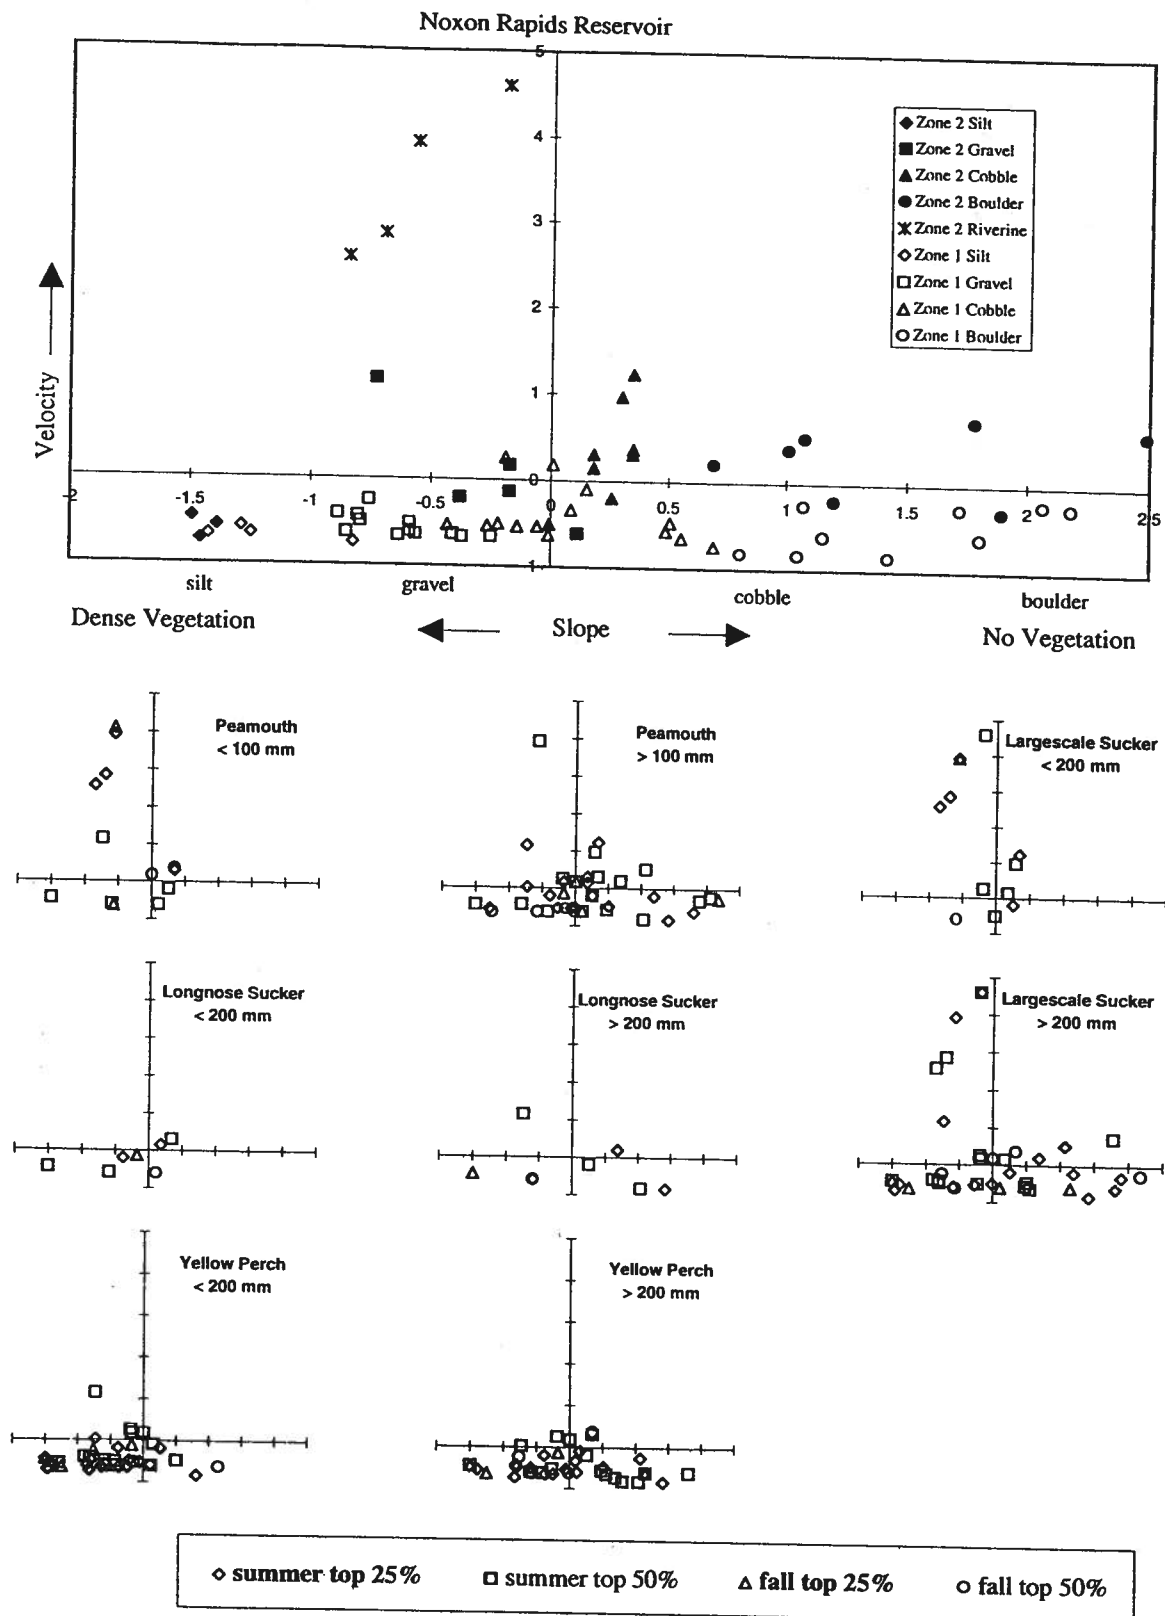 Noxon Rapids Reservoir
5
4
3
2
1
0
-1
Velocity
2
-1.5
-1
-0.5
0
0.5
1
1.5
2
25
Zone 2 Silt
Zone 2 Gravel
Zone 2 Cobble
Zone 2 Boulder
Zone 2 Riverine
Zone 1 Silt
Zone 1 Gravel
Zone 1 Cobble
Zone 1 Boulder
silt
gravel
cobble
boulder
Dense Vegetation
Slope
No Vegetation
Peamouth
< 100 mm
Peamouth
> 100 mm
Largescale Sucker
< 200 mm
Longnose Sucker
< 200 mm
Longnose Sucker
> 200 mm
Largescale Sucker
> 200 mm
Yellow Perch
< 200 mm
Yellow Perch
> 200 mm
summer top 25%
summer top 50%
fall top 25%
fall top 50%